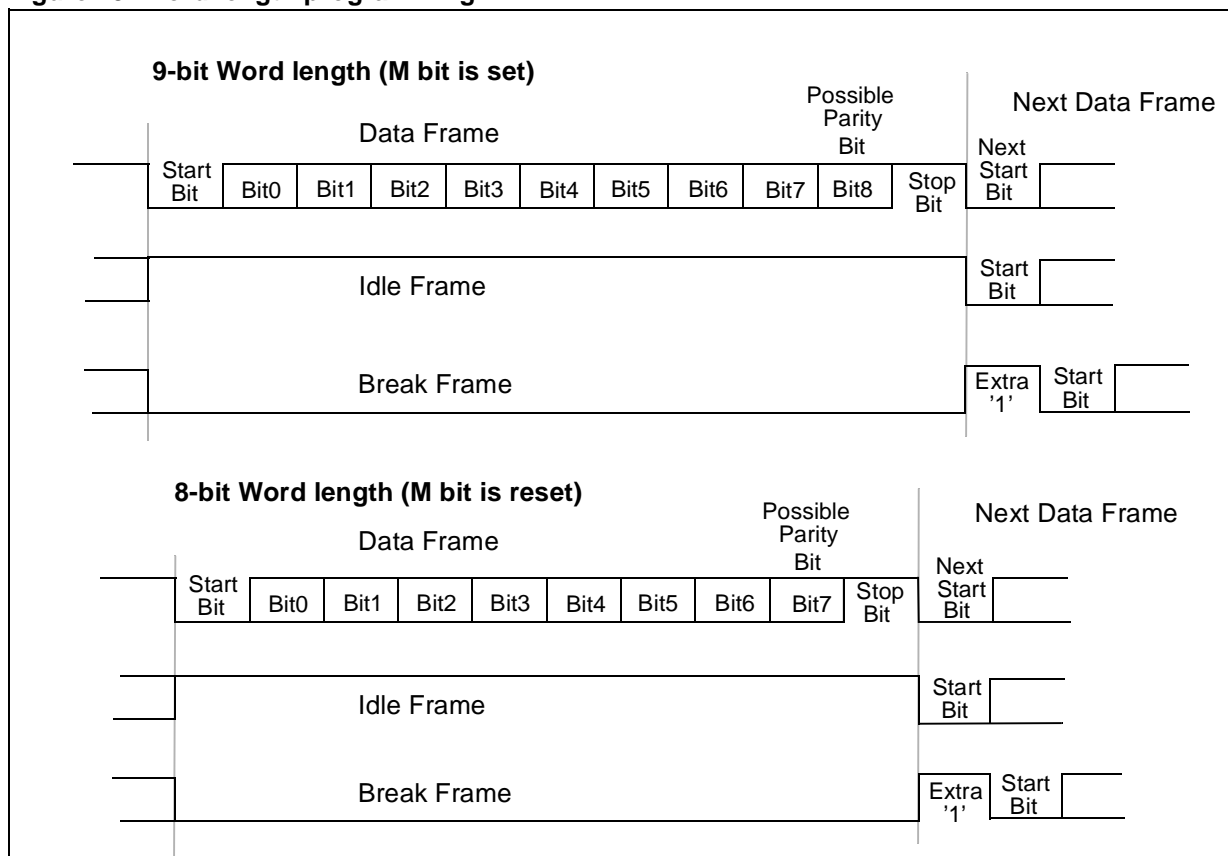 9-bit Word length (M bit is set)
Possible
Parity
Bit
Next Data Frame
Data Frame
Start
Bit
Bit0
Bit1
Bit2
Bit3
Bit4
Bit5
Bit6
Bit7
Bit8
Stop
Bit
Next
Start
Bit
Idle Frame
Start
Bit
Break Frame
Extra
'1'
Start
Bit
8-bit Word length (M bit is reset)
Possible
Parity
Bit
Next Data Frame
Data Frame
Start
Bit
Bit0
Bit1
Bit2
Bit3
Bit4
Bit5
Bit6
Bit7
Stop
Bit
Next
Start
Bit
Idle Frame
Start
Bit
Break Frame
Extra
'1'
Start
Bit